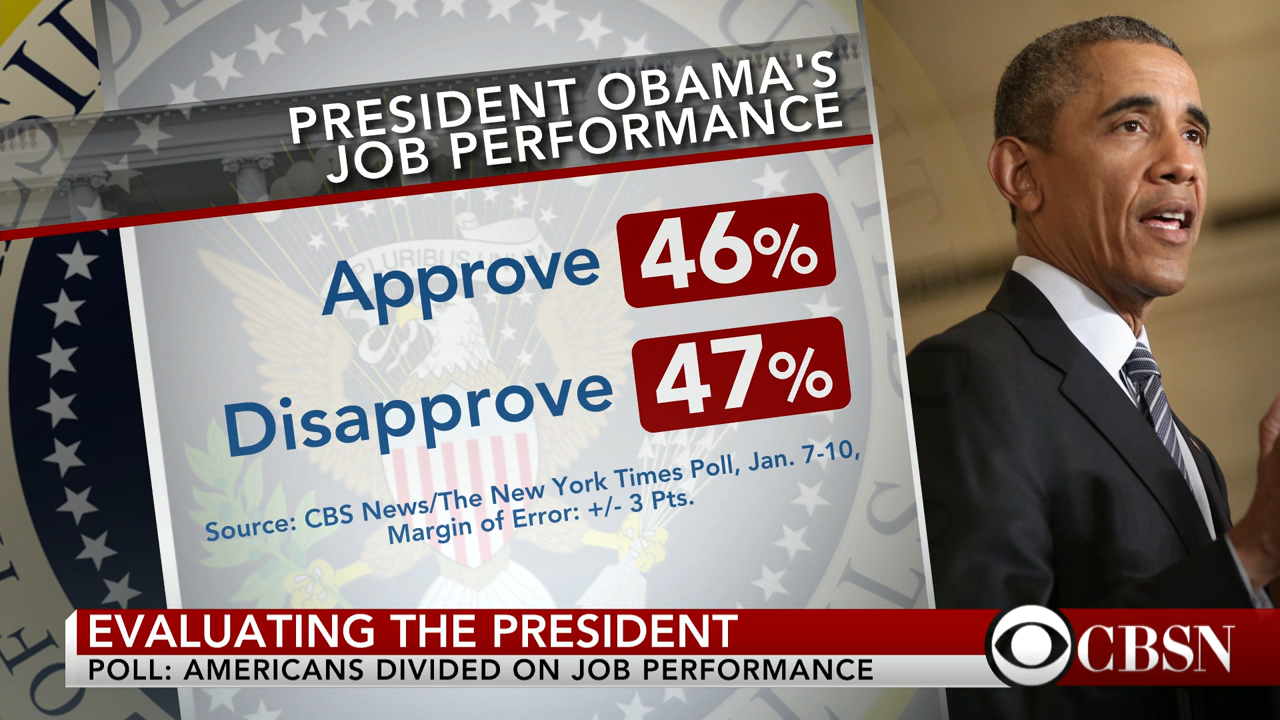 PRESIDENT OBAMA'S
JOB PERFORMANCE
Approve 46%
Disapprove 47%
Source: CBS News/The New York Times Poll, Jan. 7-10,
Margin of Error: +/- 3 Pts.
EVALUATING THE PRESIDENT
POLL: AMERICANS DIVIDED ON JOB PERFORMANCE
CBSN